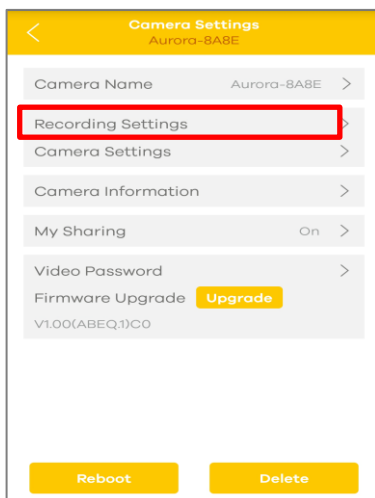 Camera Settings
Aurora-8A8E
Camera Name Aurora-8A8E
Recording Settings
Camera Settings
Camera Information
My Sharing On
Video Password
Firmware Upgrade Upgrade
V1.00(ABEQ.1)C0
Reboot Delete